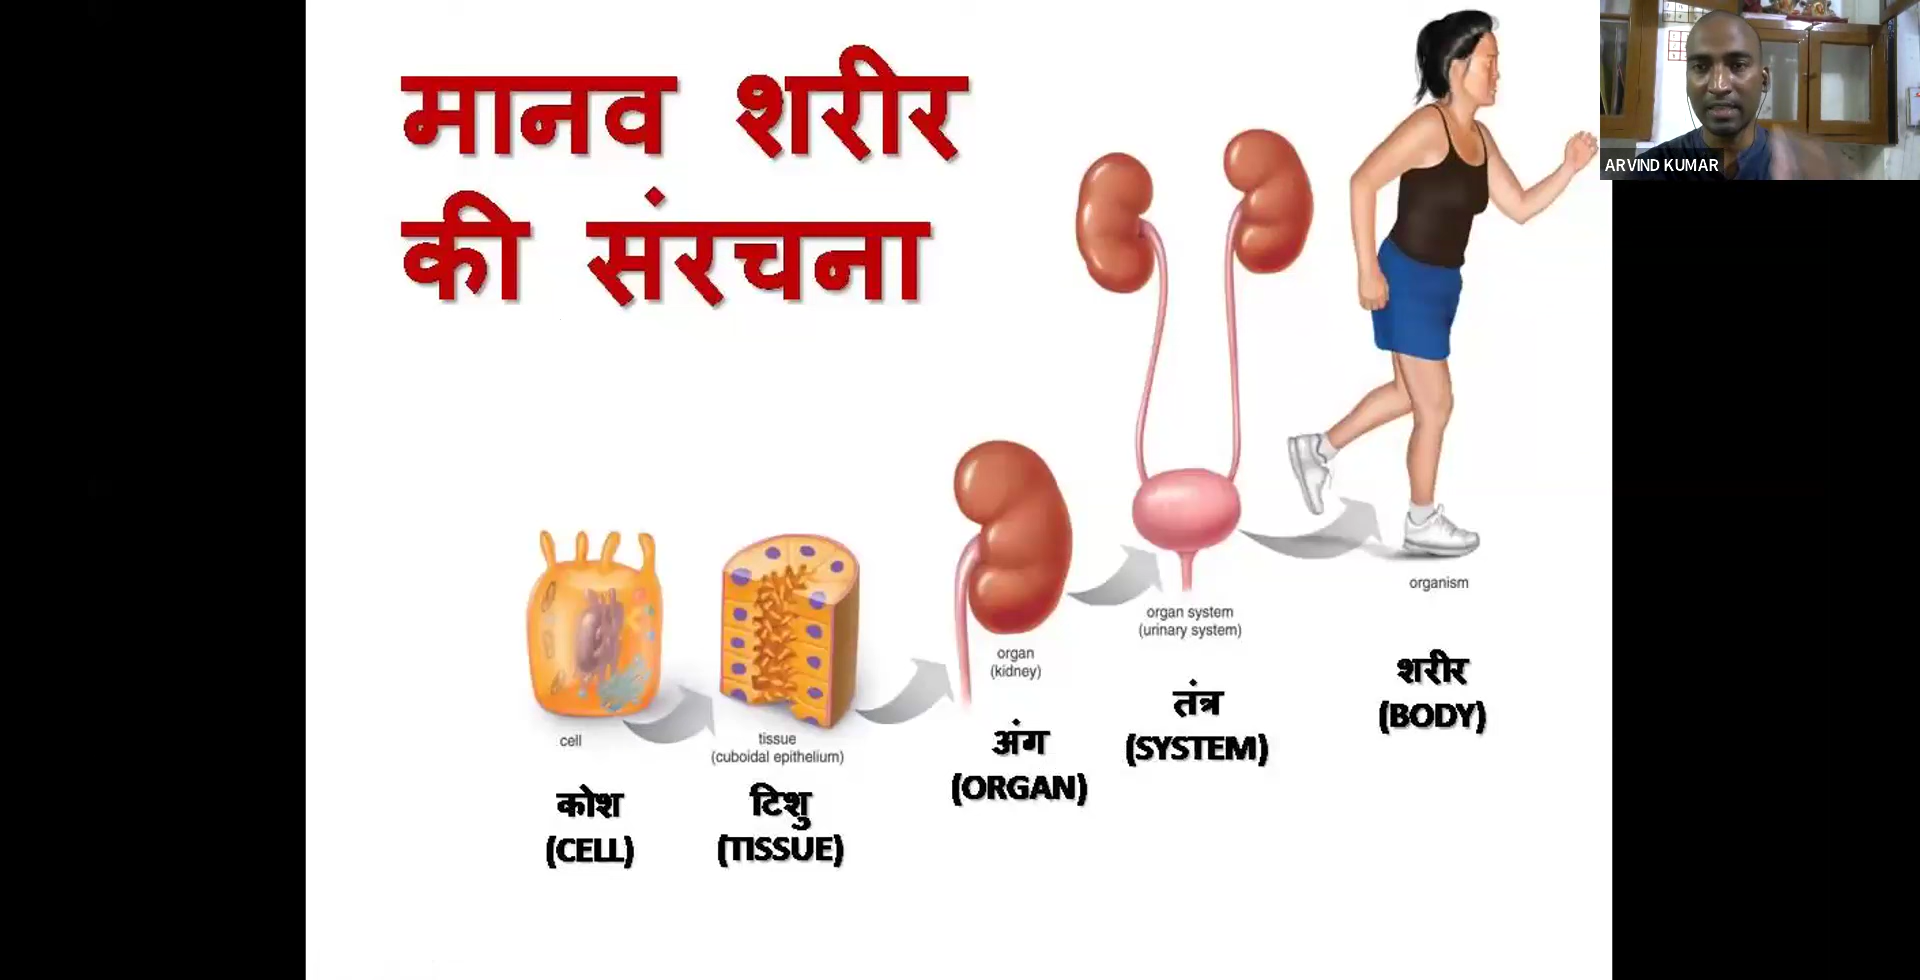 मानव शरीर
की संरचना
ARVIND KUMAR
cell
कोश
(CELL)
tissue
(cuboidal epithelium)
टिशु
(TISSUE)
organ
(kidney)
अंग
(ORGAN)
organ system
(urinary system)
तंत्र
(SYSTEM)
organism
शरीर
(BODY)